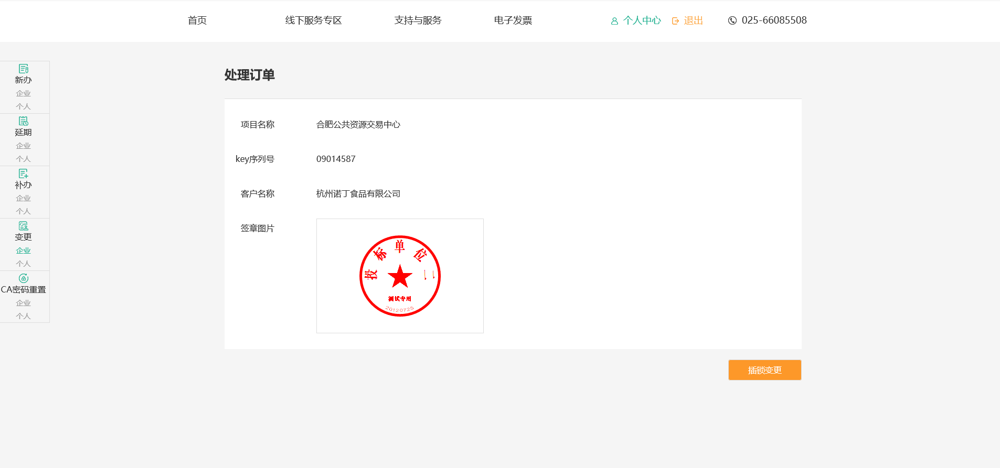 首页 线下服务专区 支持与服务 电子发票 个人中心 退出 025-66085508
新办
企业
个人
延期
企业
个人
补办
企业
个人
变更
企业
个人
CA密码重置
企业
个人
处理订单
项目名称 合肥公共资源交易中心
key序列号 09014587
客户名称 杭州诺丁食品有限公司
签章图片
投标单位二
测试专用
20120725
插锁变更